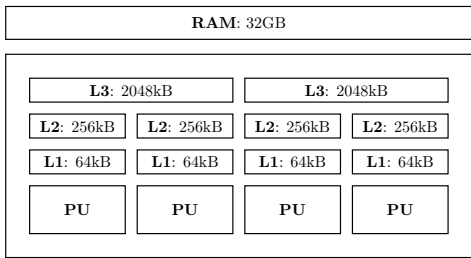 RAM: 32GB
L3: 2048kB L3: 2048kB
L2: 256kB L2: 256kB L2: 256kB L2: 256kB
L1: 64kB L1: 64kB L1: 64kB L1: 64kB
PU PU PU PU